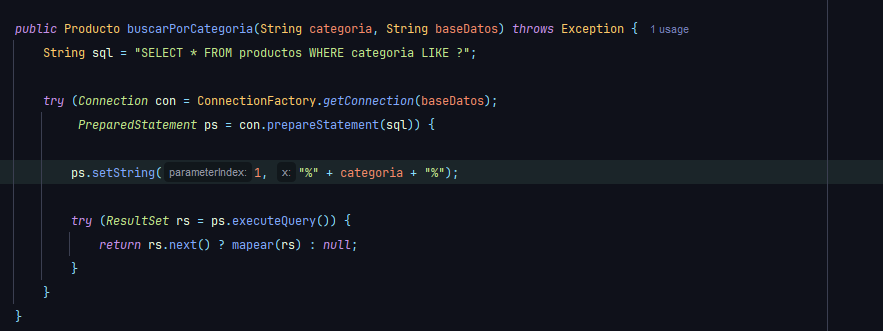 public Producto buscarPorCategoria(String categoria, String baseDatos) throws Exception { 1 usage
String sql = "SELECT * FROM productos WHERE categoria LIKE ?";
try (Connection con = ConnectionFactory.getConnection(baseDatos);
PreparedStatement ps = con.prepareStatement(sql)) {
ps.setString( parameterIndex: 1, x: "%" + categoria + "%");
try (ResultSet rs = ps.executeQuery()) {
return rs.next() ? mapear(rs) : null;
}
}
}